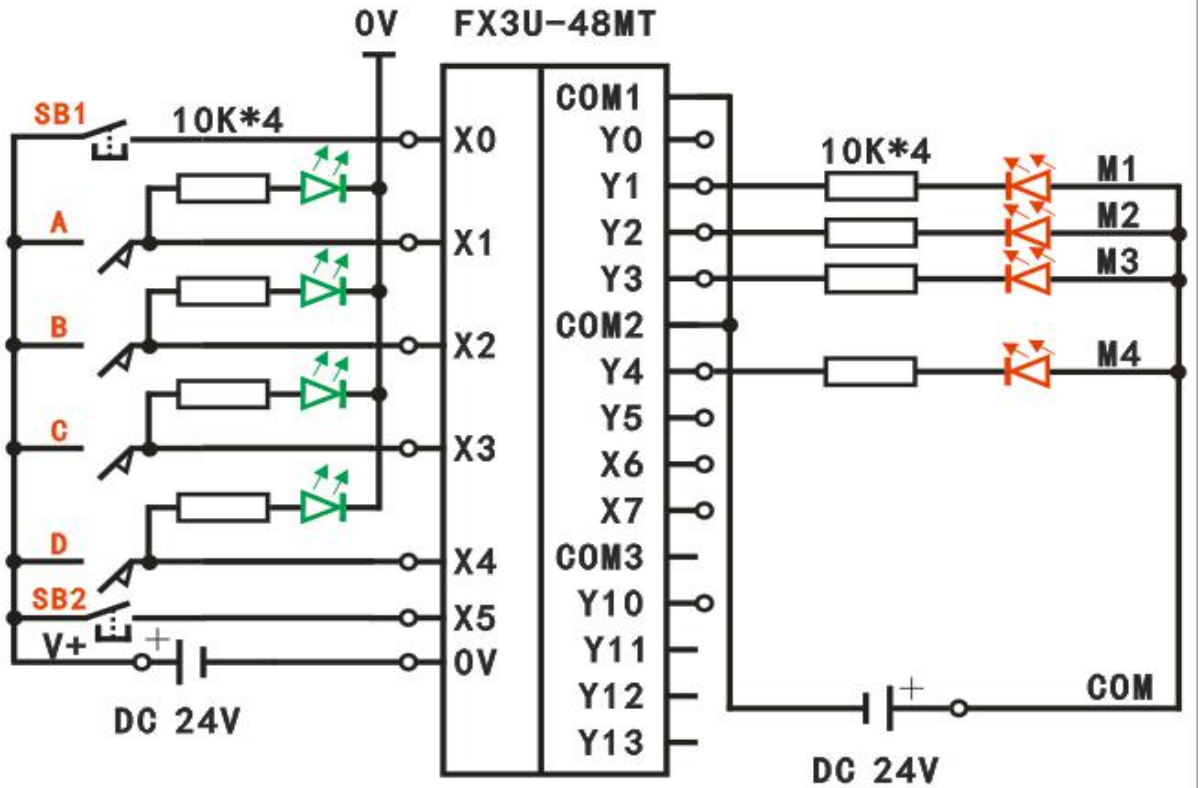 0V FX3U-48MT
SB1
10K*4
X0
A
X1
B
X2
C
X3
D
X4
SB2
X5
V+
+
0V
DC 24V
COM1
Y0
Y1
Y2
Y3
COM2
Y4
Y5
X6
X7
COM3
Y10
Y11
Y12
Y13
10K*4
M1
M2
M3
M4
COM
+
DC 24V